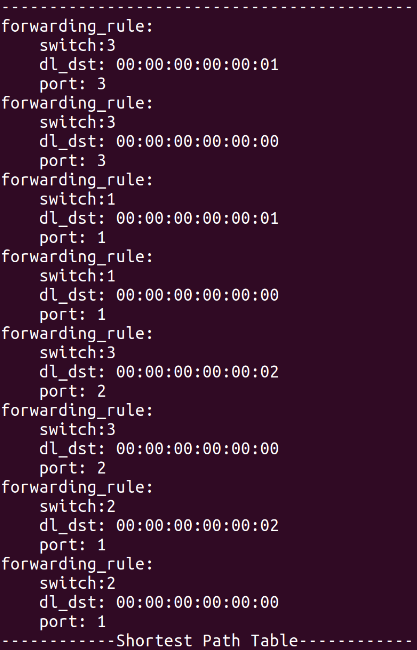 -------------------------------------------
forwarding_rule:
    switch:3
    dl_dst: 00:00:00:00:00:01
    port: 3
forwarding_rule:
    switch:3
    dl_dst: 00:00:00:00:00:00
    port: 3
forwarding_rule:
    switch:1
    dl_dst: 00:00:00:00:00:01
    port: 1
forwarding_rule:
    switch:1
    dl_dst: 00:00:00:00:00:00
    port: 1
forwarding_rule:
    switch:3
    dl_dst: 00:00:00:00:00:02
    port: 2
forwarding_rule:
    switch:3
    dl_dst: 00:00:00:00:00:00
    port: 2
forwarding_rule:
    switch:2
    dl_dst: 00:00:00:00:00:02
    port: 1
forwarding_rule:
    switch:2
    dl_dst: 00:00:00:00:00:00
    port: 1
------------Shortest Path Table------------